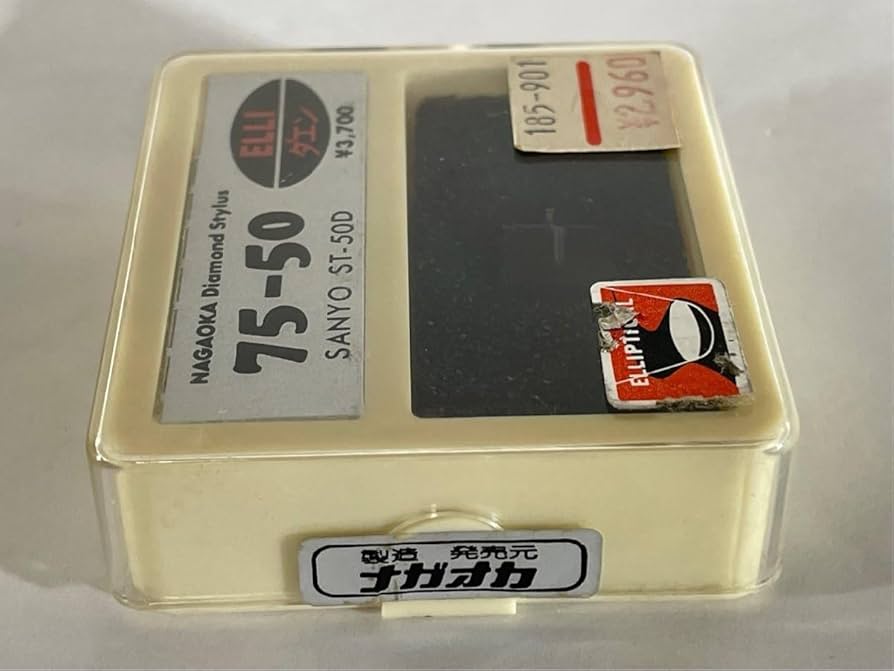 NAGAOKA Diamond Stylus
75-50
SANYO ST-50D
ELLI
ダエン
¥3,700
185-901
¥2,960
ELLIPTICAL
製造 発売元
ナガオカ